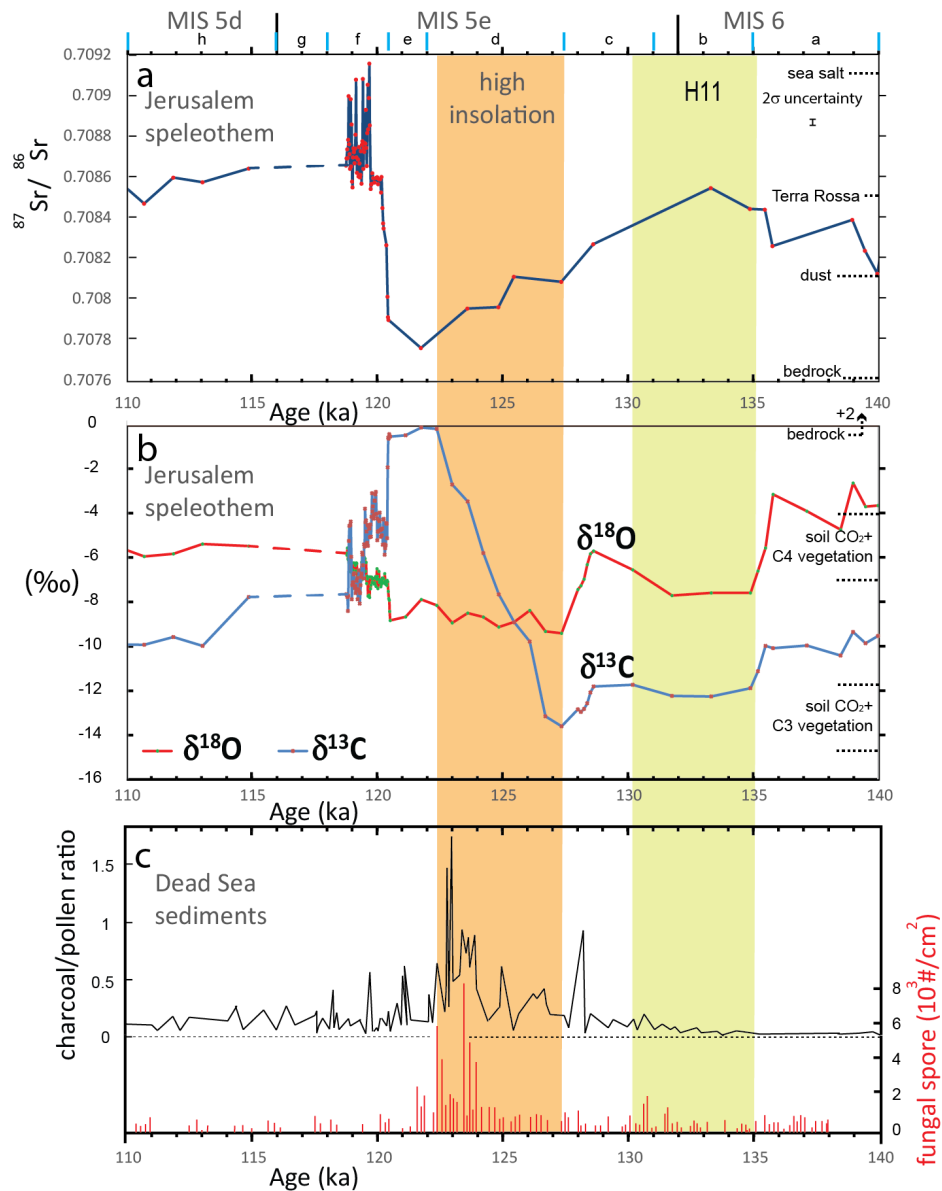 MIS 5d MIS 5e MIS 6
h g f e d c b a
a
Jerusalem
speleothem
high
insolation
H11
sea salt
2σ uncertainty
Terra Rossa
dust
bedrock
⁸⁷Sr/ ⁸⁶Sr
0.7092
0.709
0.7088
0.7086
0.7084
0.7082
0.708
0.7078
0.7076
110 115 120 125 130 135 140
Age (ka)
b
Jerusalem
speleothem
+2
bedrock
soil CO₂+
C4 vegetation
soil CO₂+
C3 vegetation
δ¹⁸O
δ¹³C
δ¹⁸O δ¹³C
(‰)
0
-2
-4
-6
-8
-10
-12
-14
-16
110 115 120 125 130 135 140
Age (ka)
c
Dead Sea
sediments
charcoal/pollen ratio
1.5
1
0.5
0
8
6
4
2
0
fungal spore (10³#/cm²)
110 115 120 125 130 135 140
Age (ka)